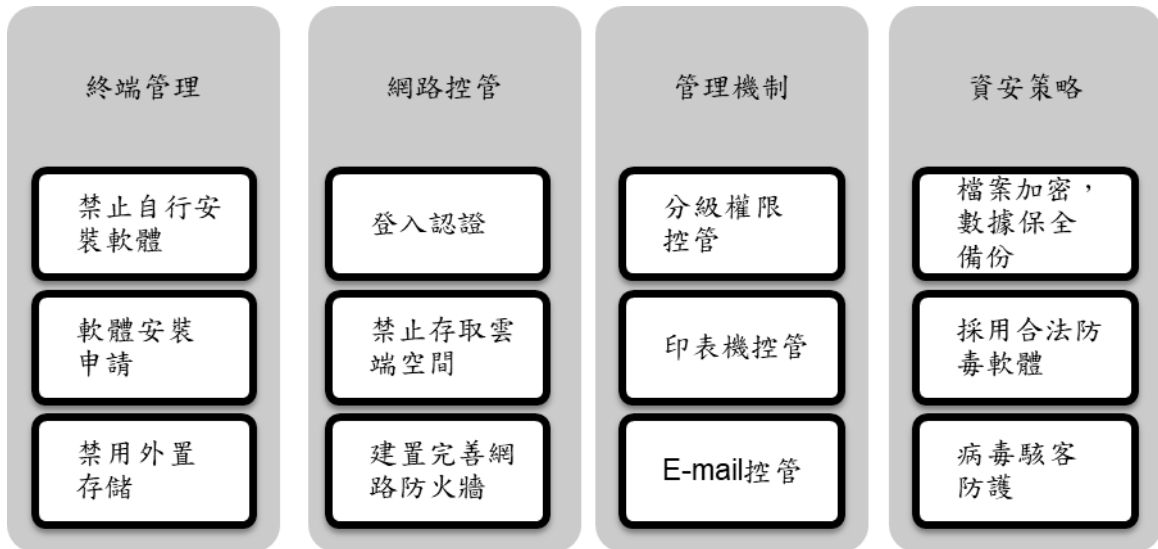 終端管理
禁止自行安
裝軟體
軟體安裝
申請
禁用外置
存儲
網路控管
登入認證
禁止存取雲
端空間
建置完善網
路防火牆
管理機制
分級權限
控管
印表機控管
E-mail控管
資安策略
檔案加密，
數據保全
備份
採用合法防
毒軟體
病毒駭客
防護